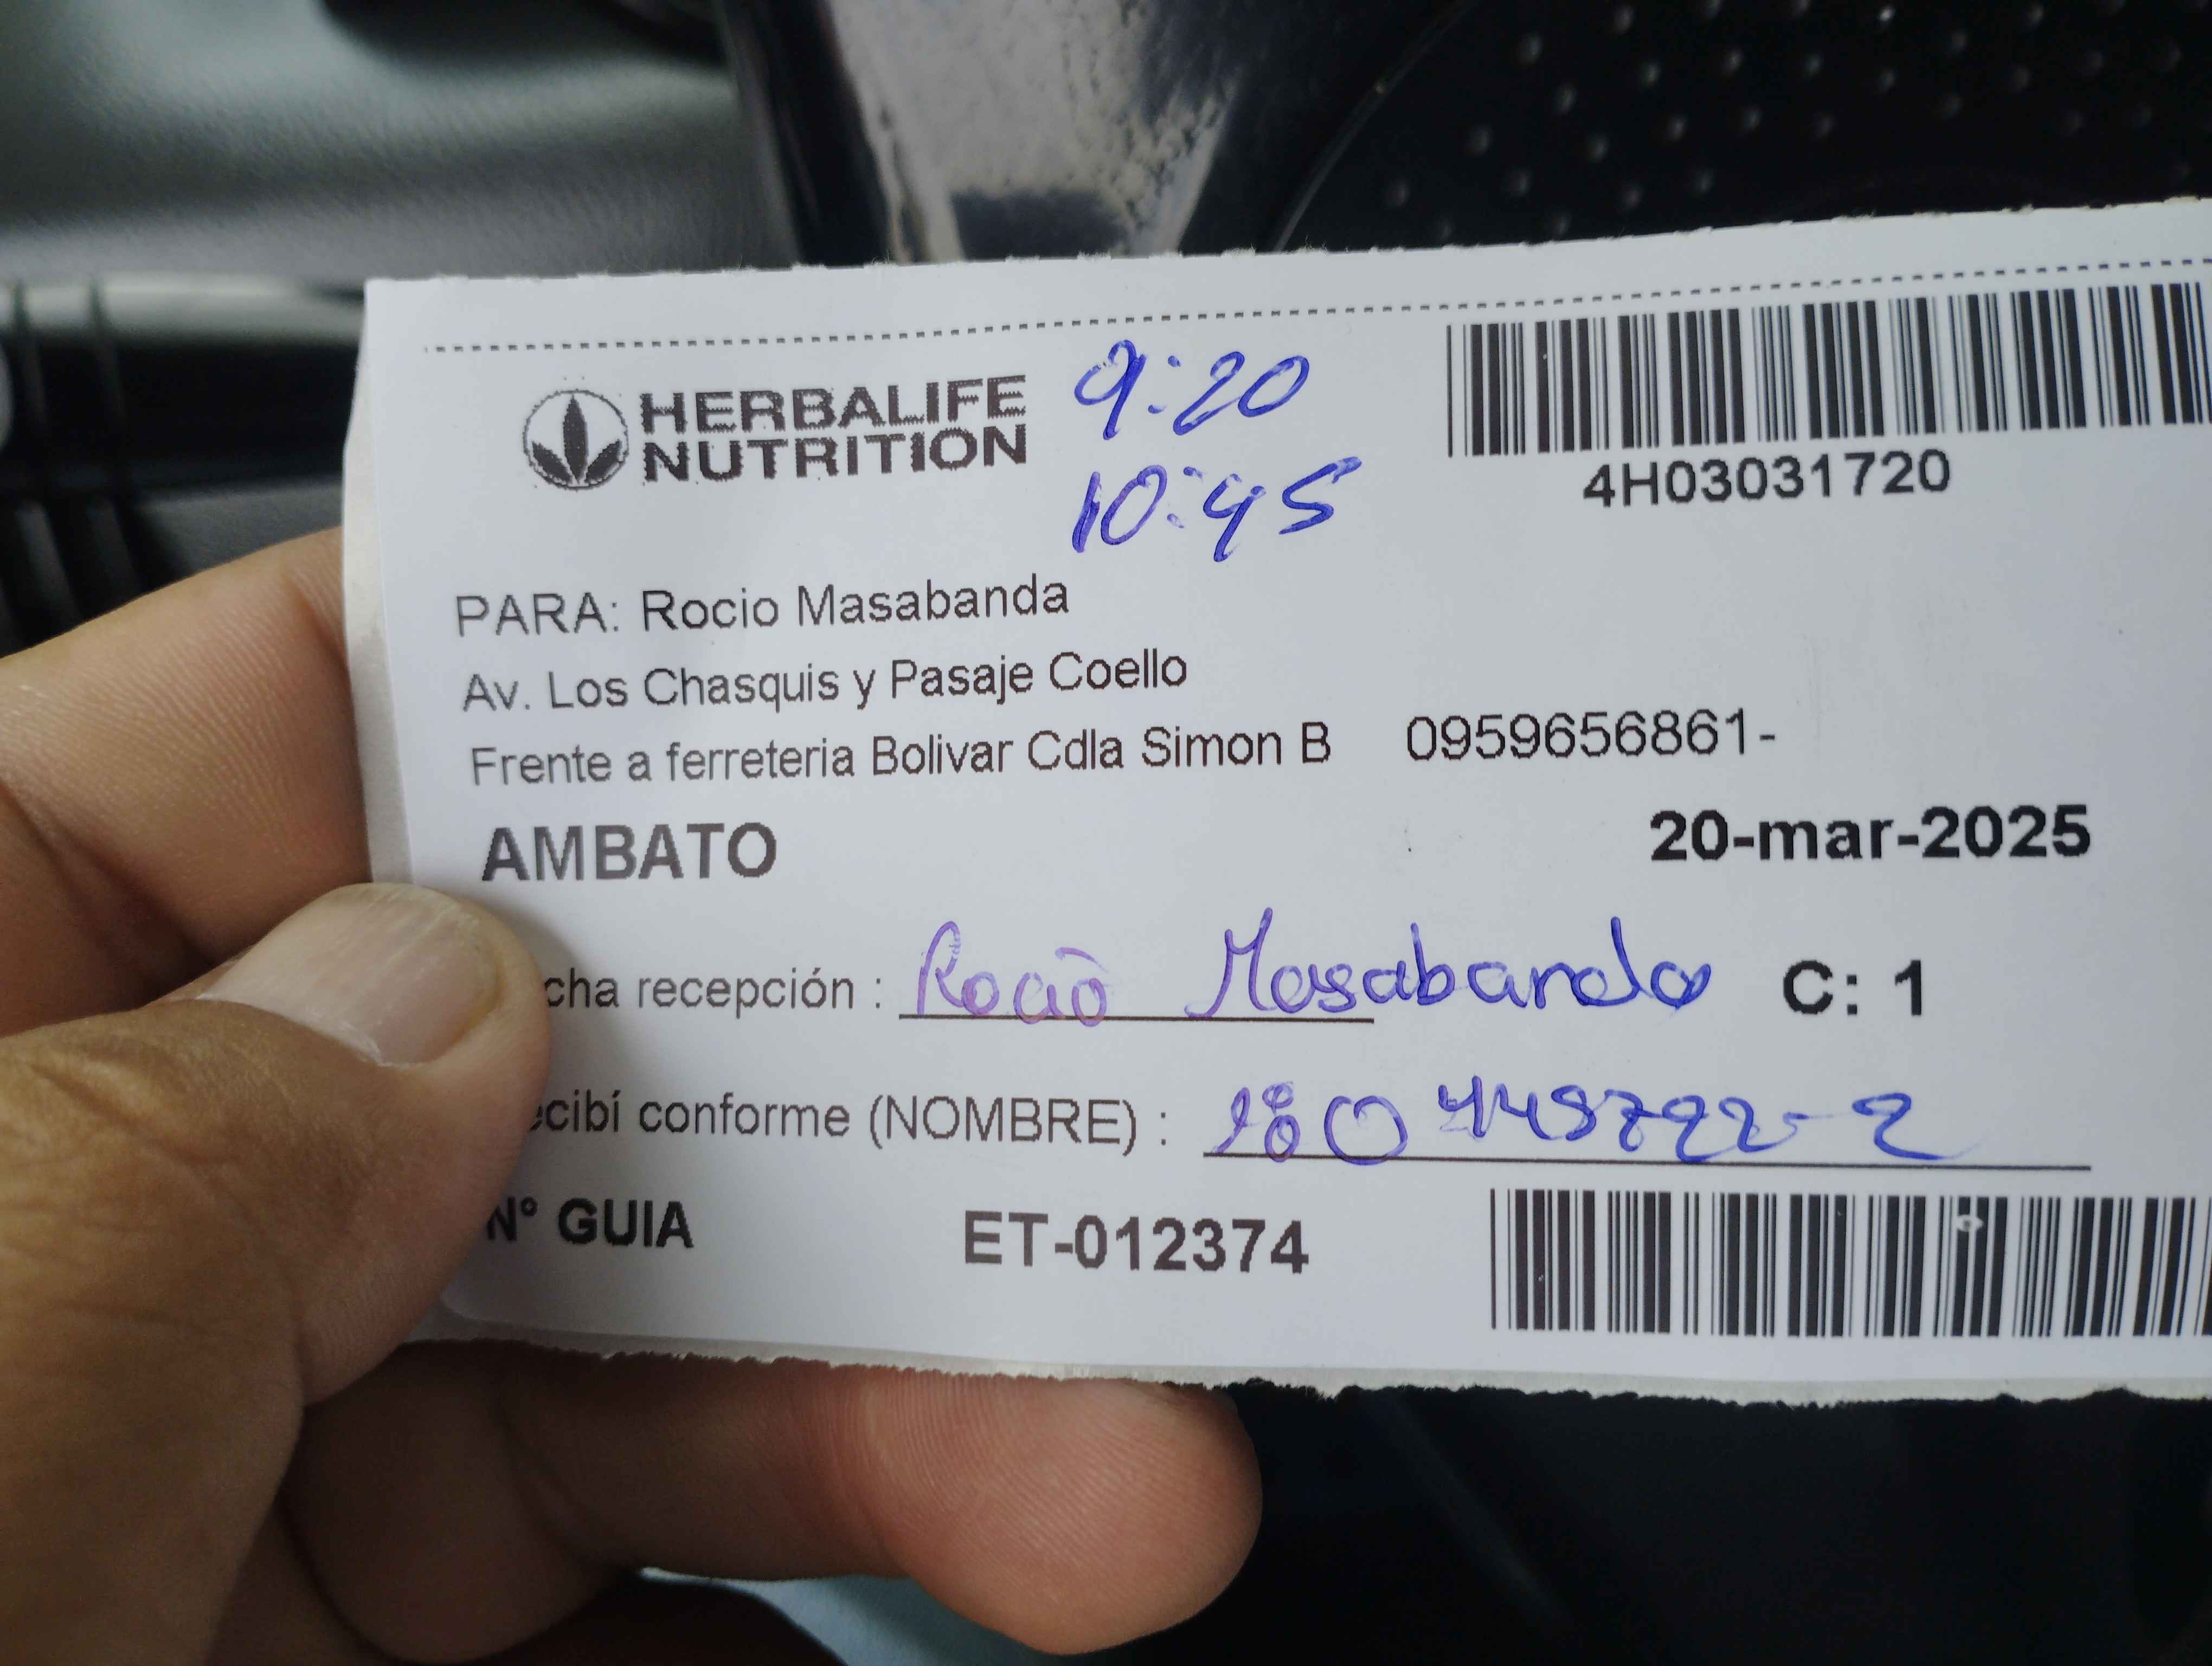 HERBALIFE
NUTRITION
9:20
10:45
4H03031720
PARA: Rocio Masabanda
Av. Los Chasquis y Pasaje Coello
Frente a ferreteria Bolivar Cdla Simon B 0959656861-
AMBATO 20-mar-2025
cha recepción : Rocio Masabanda C: 1
ecibí conforme (NOMBRE) :
N° GUIA ET-012374